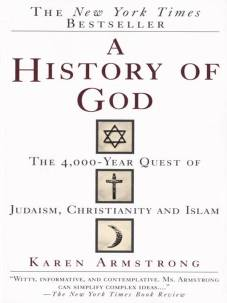 THE New York Times
BESTSELLER
A
HISTORY OF
GOD
THE 4,000-YEAR QUEST OF
JUDAISM, CHRISTIANITY AND ISLAM
KAREN ARMSTRONG
"WITTY, INFORMATIVE, AND CONTEMPLATIVE. MS. ARMSTRONG
CAN SIMPLIFY COMPLEX IDEAS...."
—The New York Times Book Review